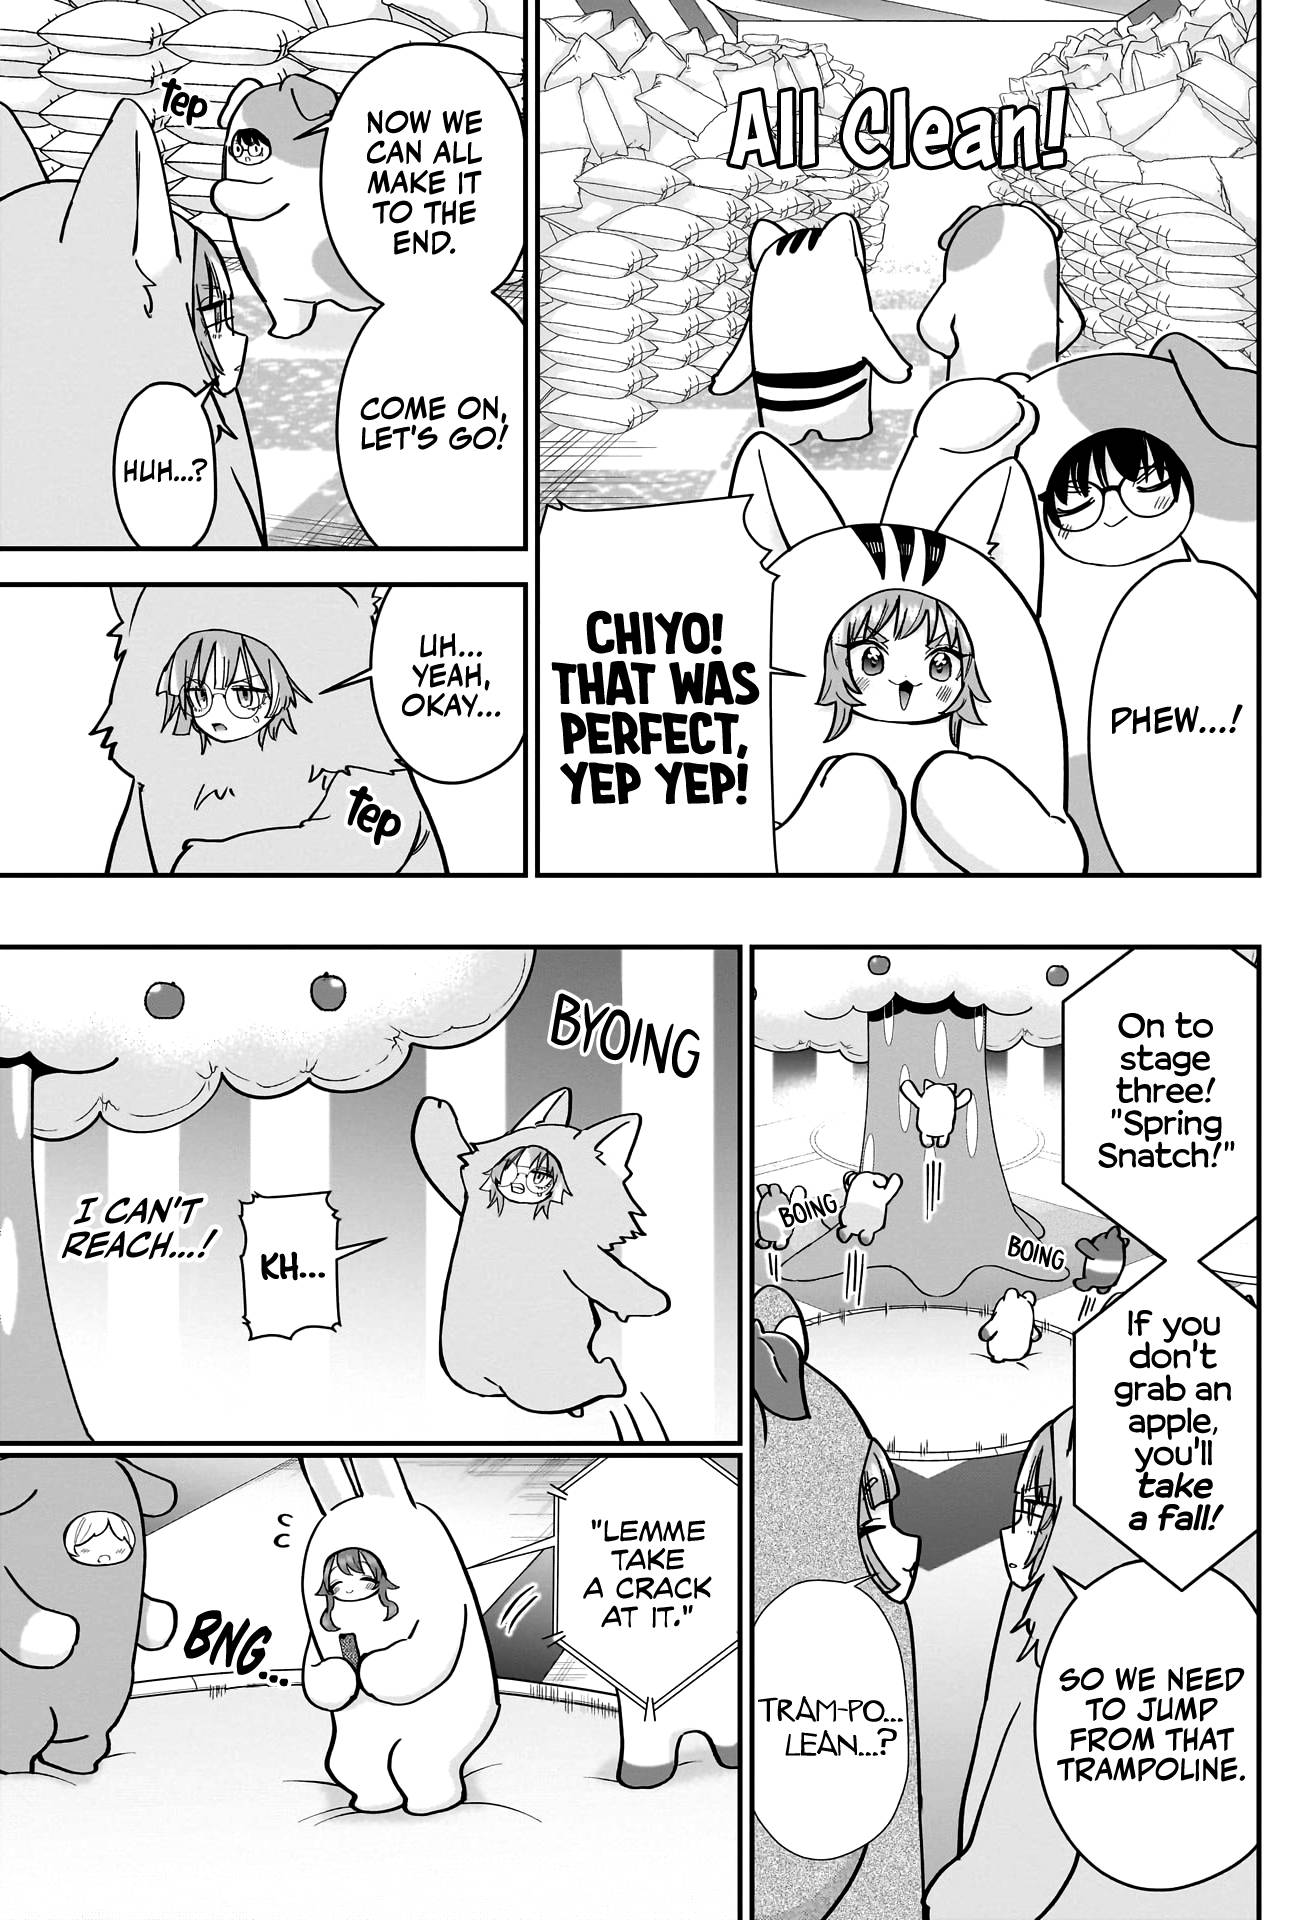 All Clean!
PHEW...!
CHIYO!
THAT WAS
PERFECT,
YEP YEP!
tep
NOW WE
CAN ALL
MAKE IT
TO THE
END.
COME ON,
LET'S GO!
HUH...?
UH...
YEAH,
OKAY...
tep
On to
stage
three!
"Spring
Snatch!"
BOING
BOING
If you
don't
grab an
apple,
you'll
take
a fall!
SO WE NEED
TO JUMP
FROM THAT
TRAMPOLINE.
TRAM-PO...
LEAN...?
BYOING
KH...
I CAN'T
REACH...!
"LEMME
TAKE
A CRACK
AT IT."
BNG...